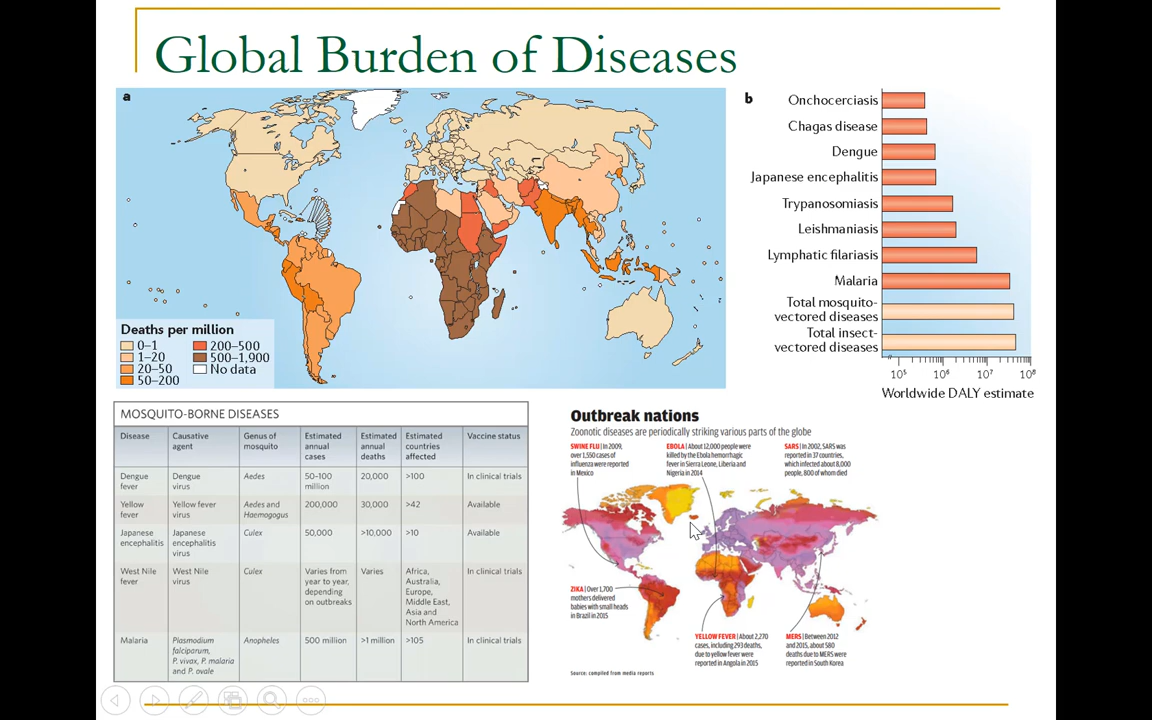 Global Burden of Diseases
a
Deaths per million
0–1
1–20
20–50
50–200
200–500
500–1,900
No data
b
Onchocerciasis
Chagas disease
Dengue
Japanese encephalitis
Trypanosomiasis
Leishmaniasis
Lymphatic filariasis
Malaria
Total mosquito-
vectored diseases
Total insect-
vectored diseases
10⁵ 10⁶ 10⁷ 10⁸
Worldwide DALY estimate
MOSQUITO-BORNE DISEASES
Disease Causative agent Genus of mosquito Estimated annual cases Estimated annual deaths Estimated countries affected Vaccine status
Dengue fever Dengue virus Aedes 50–100 million 20,000 >100 In clinical trials
Yellow fever Yellow fever virus Aedes and Haemogogus 200,000 30,000 >42 Available
Japanese encephalitis Japanese encephalitis virus Culex 50,000 >10,000 >10 Available
West Nile fever West Nile virus Culex Varies from year to year, depending on outbreaks Varies Africa, Australia, Europe, Middle East, Asia and North America In clinical trials
Malaria Plasmodium falciparum, P. vivax, P. malaria and P. ovale Anopheles 500 million >1 million >105 In clinical trials
Outbreak nations
Zoonotic diseases are periodically striking various parts of the globe
SWINE FLU | In 2009,
over 1,550 cases of
influenza were reported
in Mexico
EBOLA | About 12,000 people were
killed by the Ebola hemorrhagic
fever in Sierra Leone, Liberia and
Nigeria in 2014
SARS | In 2002, SARS was
reported in 37 countries,
which infected about 8,000
people, 800 of whom died
ZIKA | Over 1,700
mothers delivered
babies with small heads
in Brazil in 2015
YELLOW FEVER | About 2,270
cases, including 293 deaths,
due to yellow fever were
reported in Angola in 2015
MERS | Between 2012
and 2015, about 580
deaths due to MERS were
reported in South Korea
Source: compiled from media reports